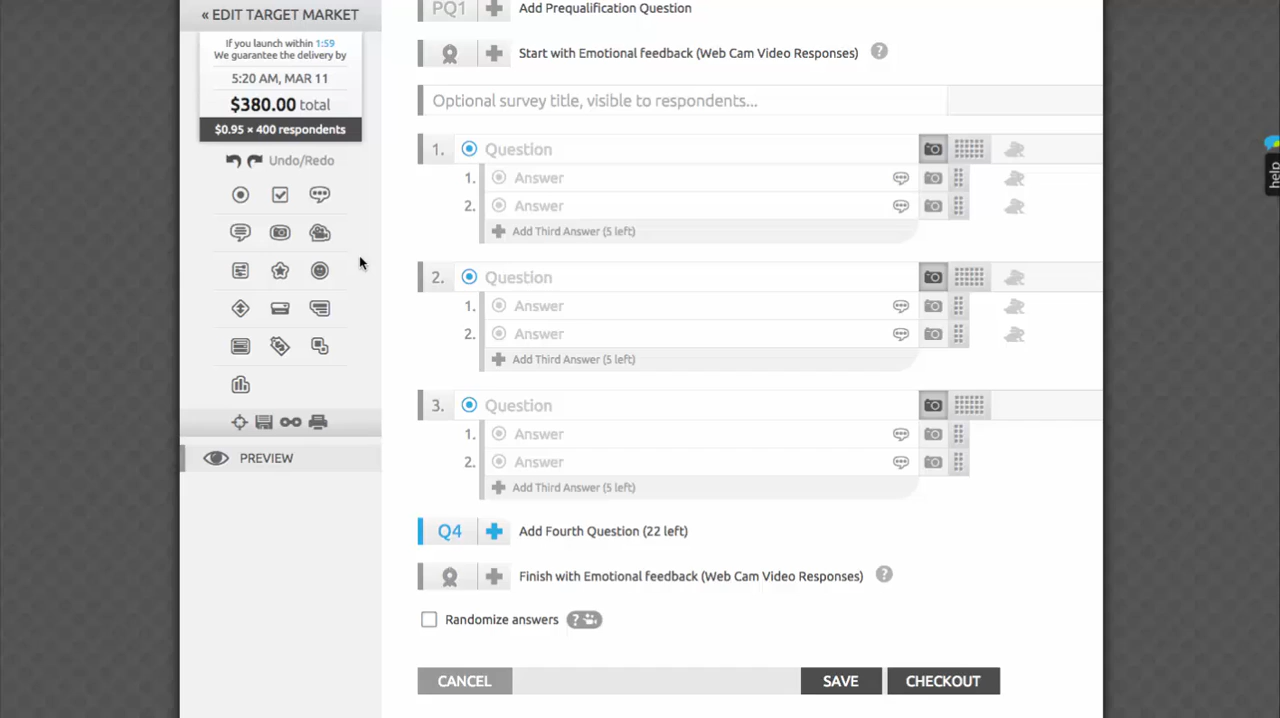 « EDIT TARGET MARKET
If you launch within 1:59
We guarantee the delivery by
5:20 AM, MAR 11
$380.00 total
$0.95 × 400 respondents
Undo/Redo
PREVIEW
PQ1 Add Prequalification Question
Start with Emotional feedback (Web Cam Video Responses) ?
Optional survey title, visible to respondents...
1. Question
1. Answer
2. Answer
Add Third Answer (5 left)
2. Question
1. Answer
2. Answer
Add Third Answer (5 left)
3. Question
1. Answer
2. Answer
Add Third Answer (5 left)
Q4 Add Fourth Question (22 left)
Finish with Emotional feedback (Web Cam Video Responses) ?
Randomize answers ?
CANCEL SAVE CHECKOUT
help